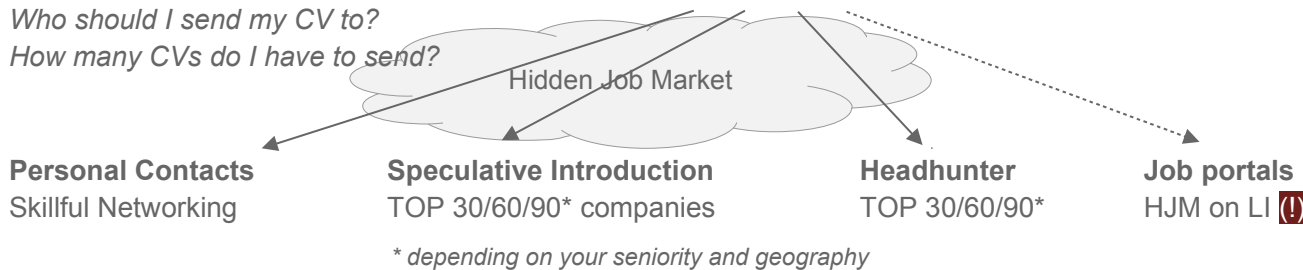 Who should I send my CV to?
How many CVs do I have to send?
Hidden Job Market
Personal Contacts
Skillful Networking
Speculative Introduction
TOP 30/60/90* companies
Headhunter
TOP 30/60/90*
Job portals
HJM on LI (!)
* depending on your seniority and geography